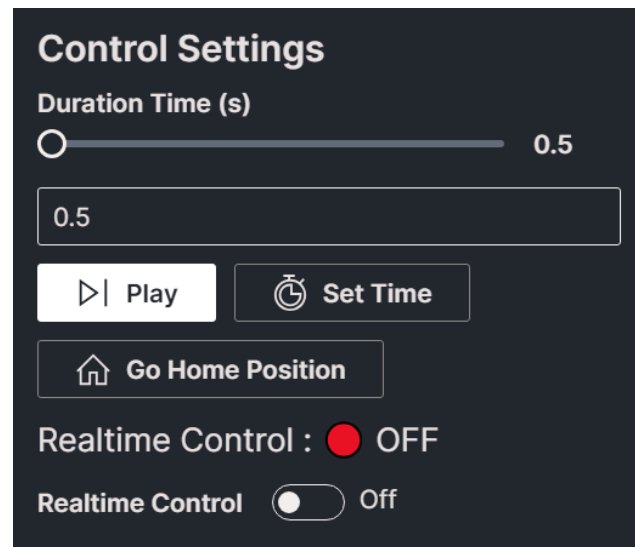 Control Settings
Duration Time (s)
0.5
0.5
Play
Set Time
Go Home Position
Realtime Control : OFF
Realtime Control Off